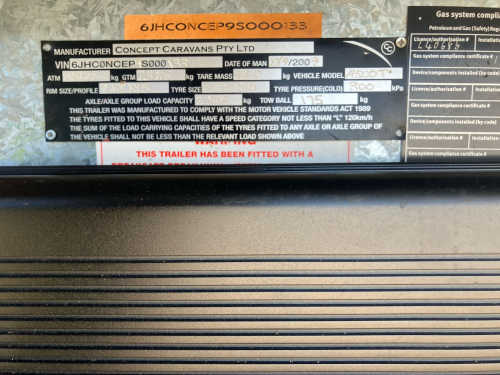 6JHCONCEP9S000133
MANUFACTURER CONCEPT CARAVANS PTY LTD
VIN 6JHCONCEP S000133 DATE OF MAN /2009
ATM kg GTM kg TARE MASS kg VEHICLE MODEL
RIM SIZE/PROFILE TYRE SIZE TYRE PRESSURE(COLD) 300 kPa
AXLE/AXLE GROUP LOAD CAPACITY kg TOW BALL 175 kg
THIS TRAILER WAS MANUFACTURED TO COMPLY WITH THE MOTOR VEHICLE STANDARDS ACT 1989
THE TYRES FITTED TO THIS VEHICLE SHALL HAVE A SPEED CATEGORY NOT LESS THAN "L" 120km/h
THE SUM OF THE LOAD CARRYING CAPACITIES OF THE TYRES FITTED TO ANY AXLE OR AXLE GROUP OF
THE VEHICLE SHALL NOT BE LESS THAN THE RELEVANT LOAD SHOWN ABOVE
WARNING
THIS TRAILER HAS BEEN FITTED WITH A
Gas system complian
Petroleum and Gas (Safety) Regu
Licence/authorisation # Installation
L40686
Gas system compliance certificate #
Device/components installed (by code)
Licence/authorisation # Installation
Gas system compliance certificate #
Device/components installed (by code)
Licence/authorisation # Installation
Gas system compliance certificate #